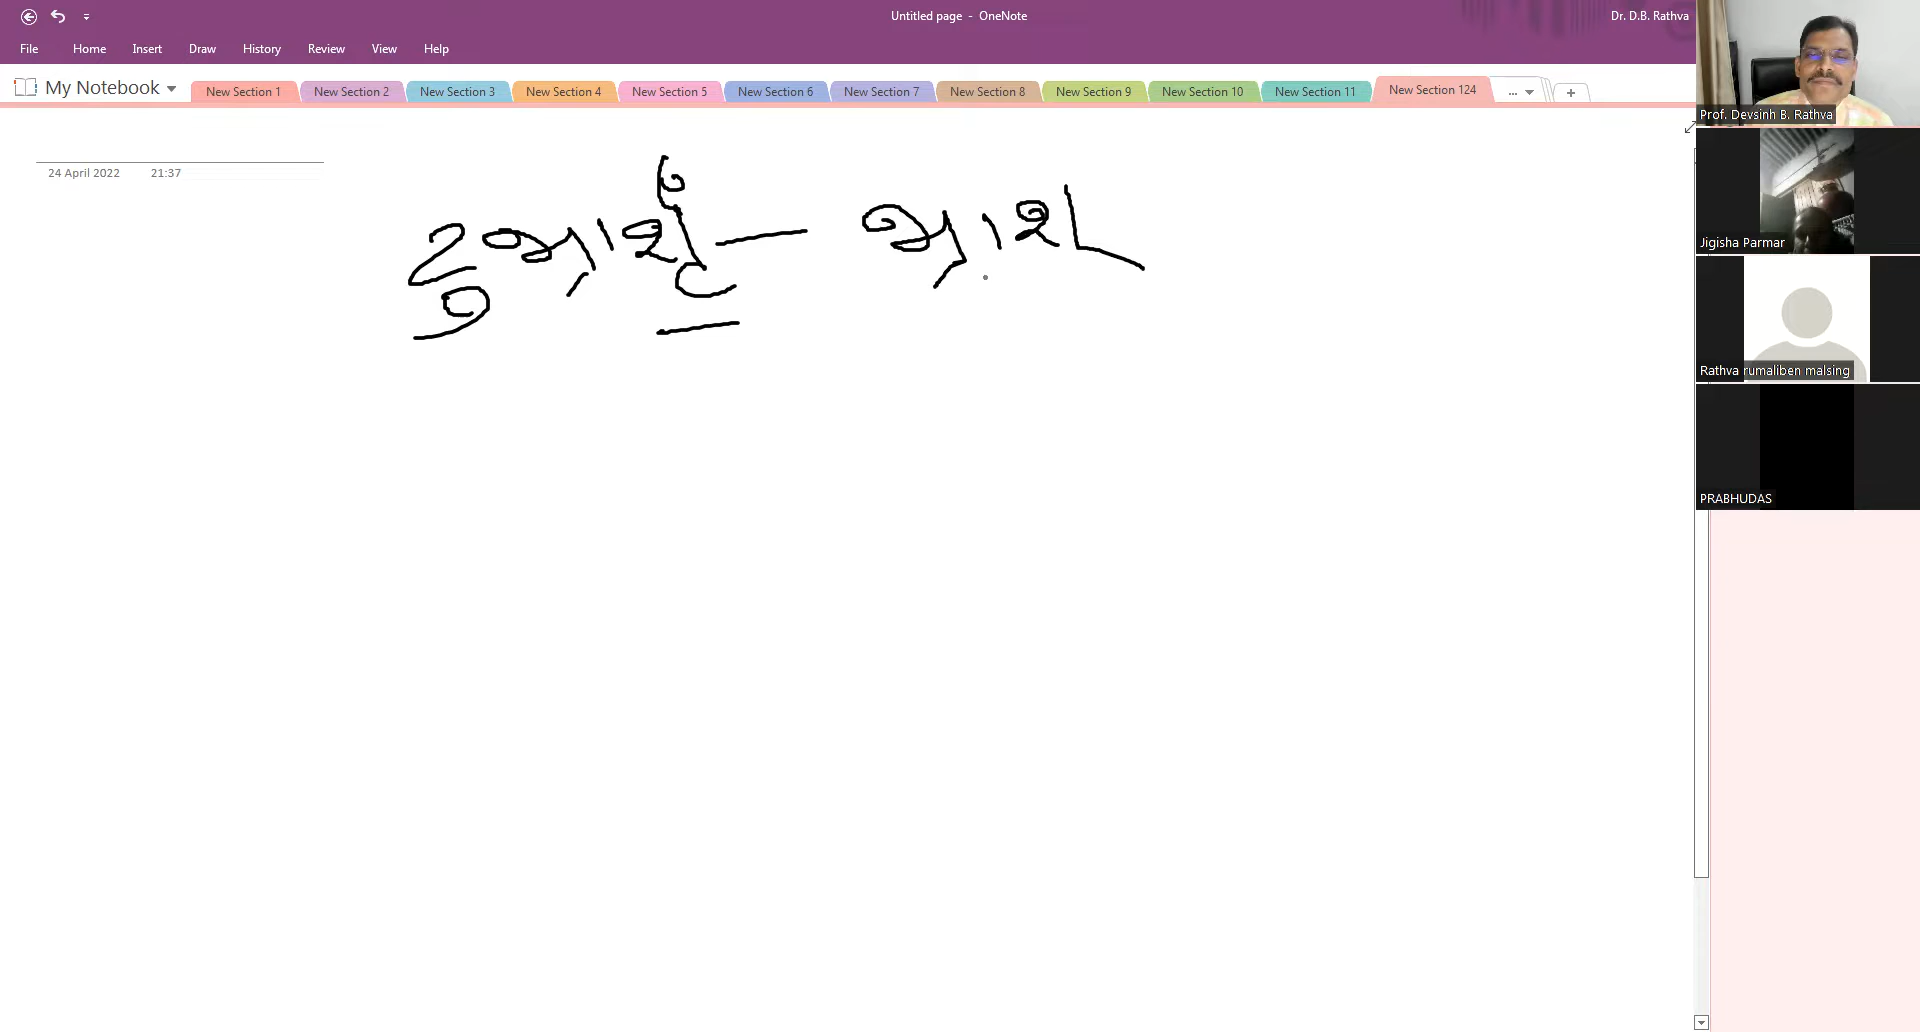 Untitled page - OneNote
Dr. D.B. Rathva
File Home Insert Draw History Review View Help
My Notebook
New Section 1 New Section 2 New Section 3 New Section 4 New Section 5 New Section 6 New Section 7 New Section 8 New Section 9 New Section 10 New Section 11 New Section 124 ... +
24 April 2022 21:37
Prof. Devsinh B. Rathva
Jigisha Parmar
Rathva rumaliben malsing
PRABHUDAS